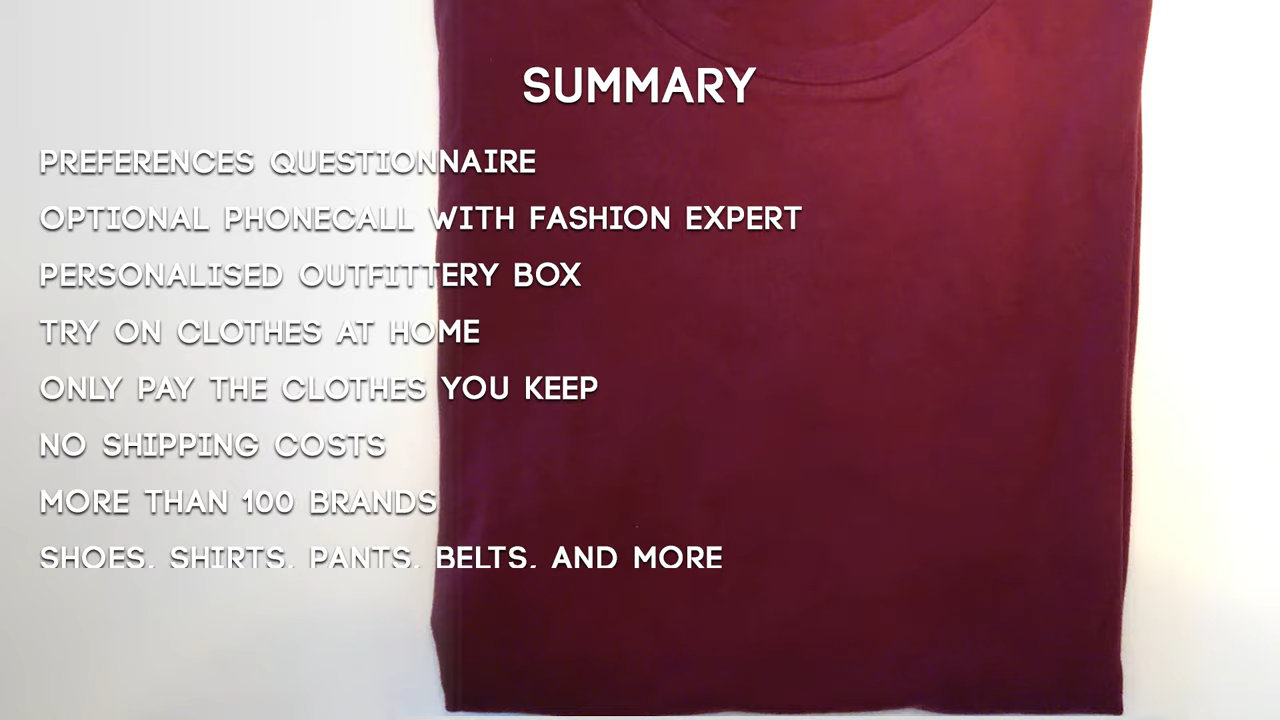 SUMMARY
PREFERENCES QUESTIONNAIRE
OPTIONAL PHONECALL WITH FASHION EXPERT
PERSONALISED OUTFITTERY BOX
TRY ON CLOTHES AT HOME
ONLY PAY THE CLOTHES YOU KEEP
NO SHIPPING COSTS
MORE THAN 100 BRANDS
SHOES, SHIRTS, PANTS, BELTS, AND MORE